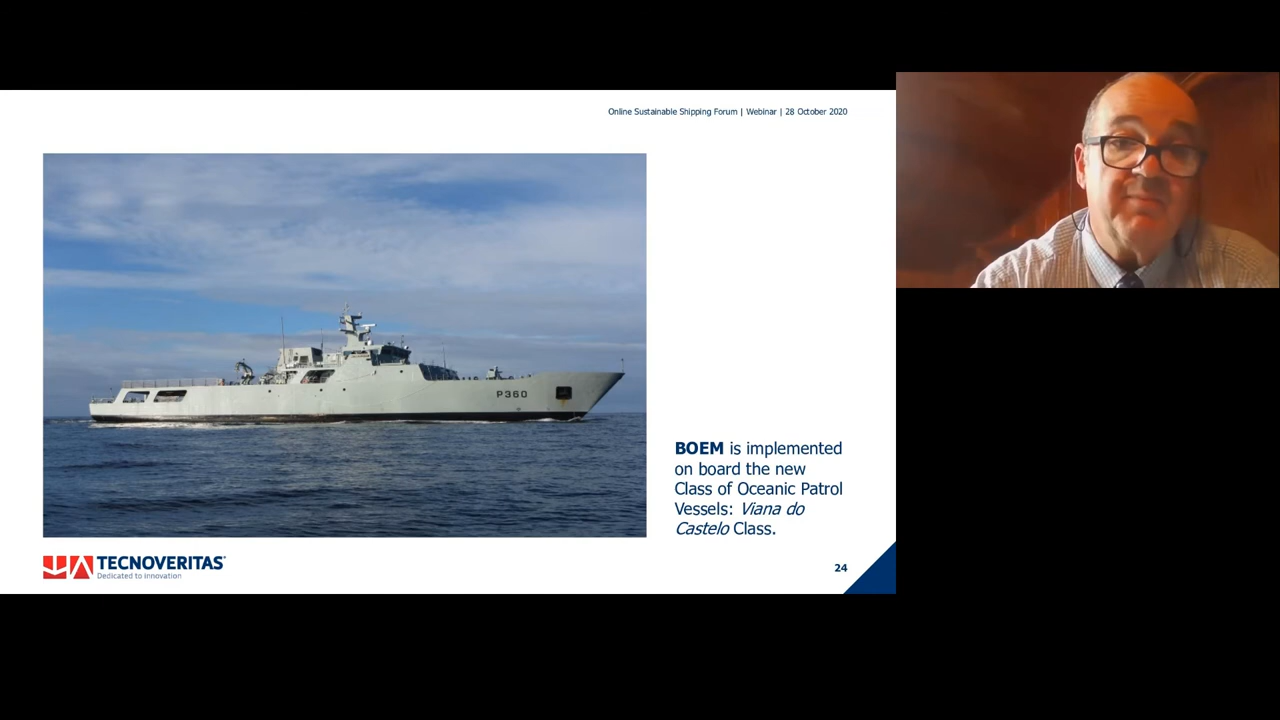 Online Sustainable Shipping Forum | Webinar | 28 October 2020
P360
BOEM is implemented
on board the new
Class of Oceanic Patrol
Vessels: Viana do
Castelo Class.
TECNOVERITAS®
Dedicated to innovation
24